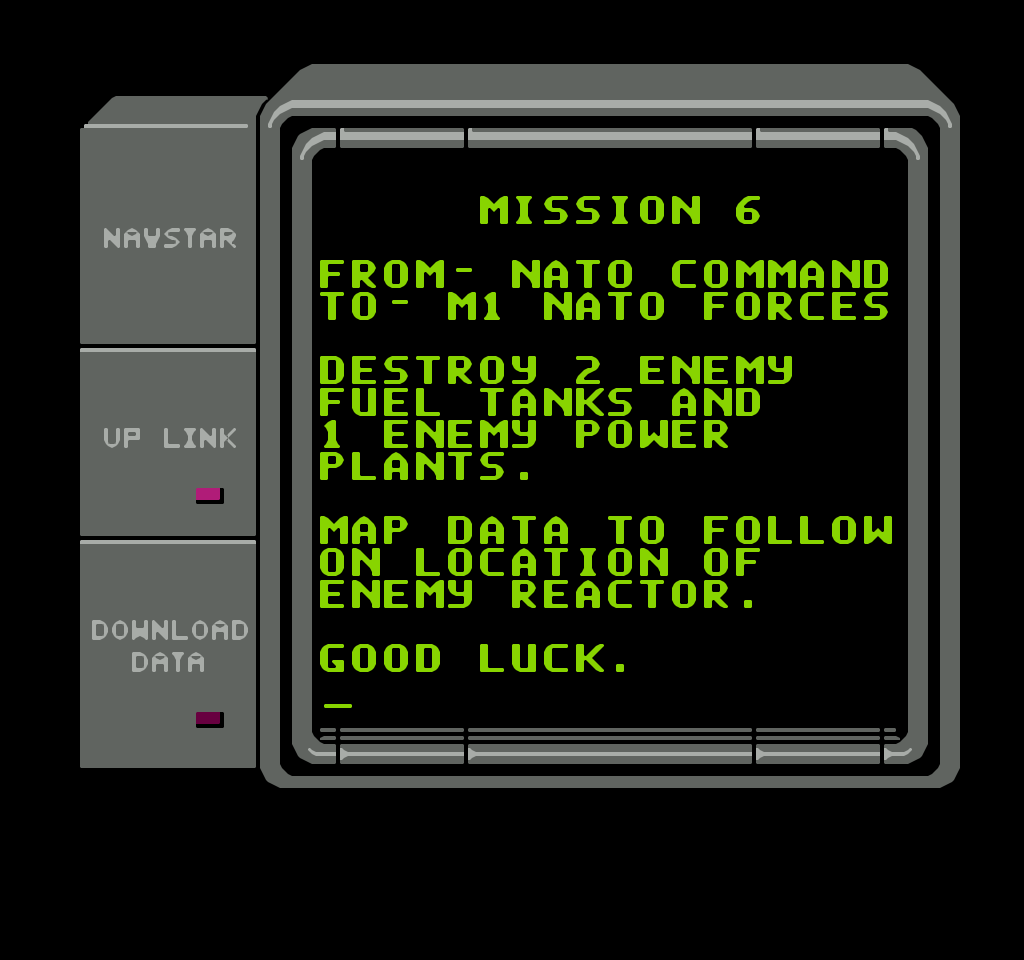 MISSION 6
FROM- NATO COMMAND
TO- M1 NATO FORCES
DESTROY 2 ENEMY
FUEL TANKS AND
1 ENEMY POWER
PLANTS.
MAP DATA TO FOLLOW
ON LOCATION OF
ENEMY REACTOR.
GOOD LUCK.
_
NAVSTAR
UP LINK
DOWNLOAD
DATA